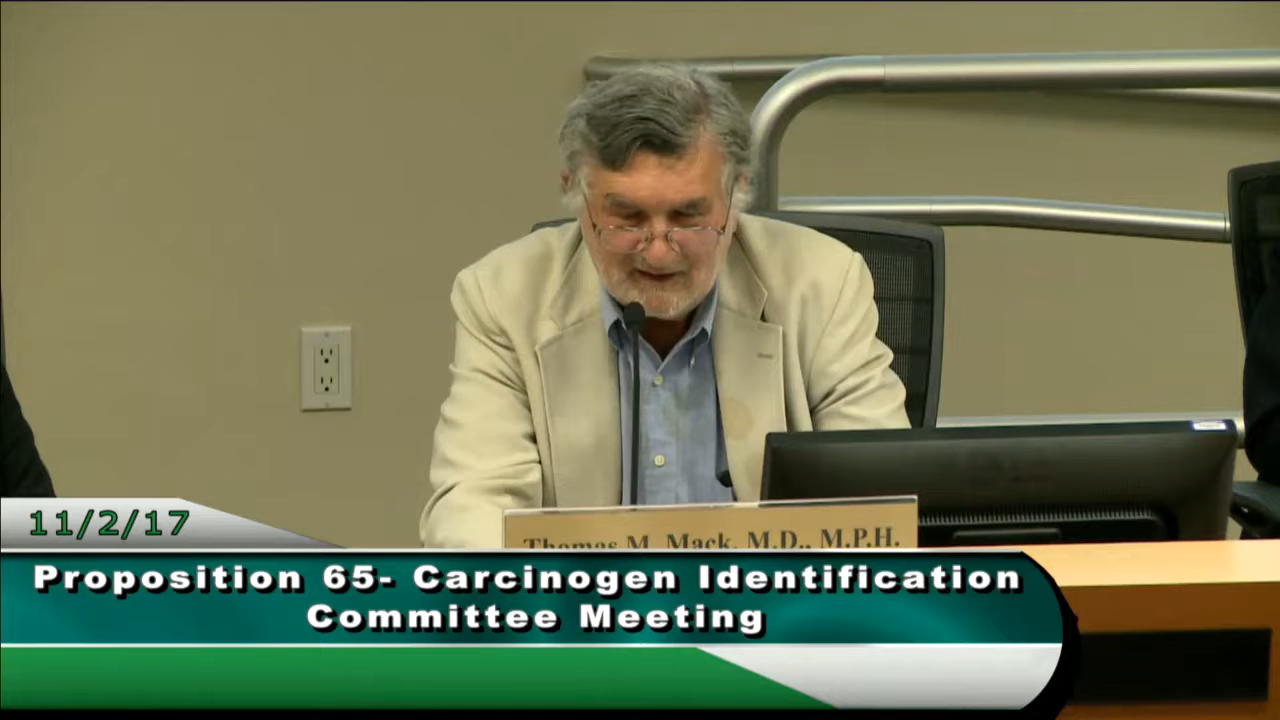 Thomas M. Mack, M.D., M.P.H.
11/2/17
Proposition 65- Carcinogen Identification
Committee Meeting